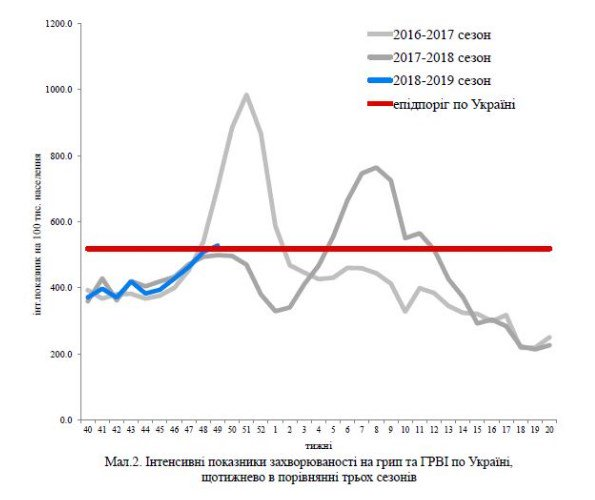 1200.0
1000.0
800.0
600.0
400.0
200.0
0.0
інт.показник на 100 тис. населення
2016-2017 сезон
2017-2018 сезон
2018-2019 сезон
епідпоріг по Україні
40 41 42 43 44 45 46 47 48 49 50 51 52 1 2 3 4 5 6 7 8 9 10 11 12 13 14 15 16 17 18 19 20
тижні
Мал.2. Інтенсивні показники захворюваності на грип та ГРВІ по Україні,
щотижнево в порівнянні трьох сезонів